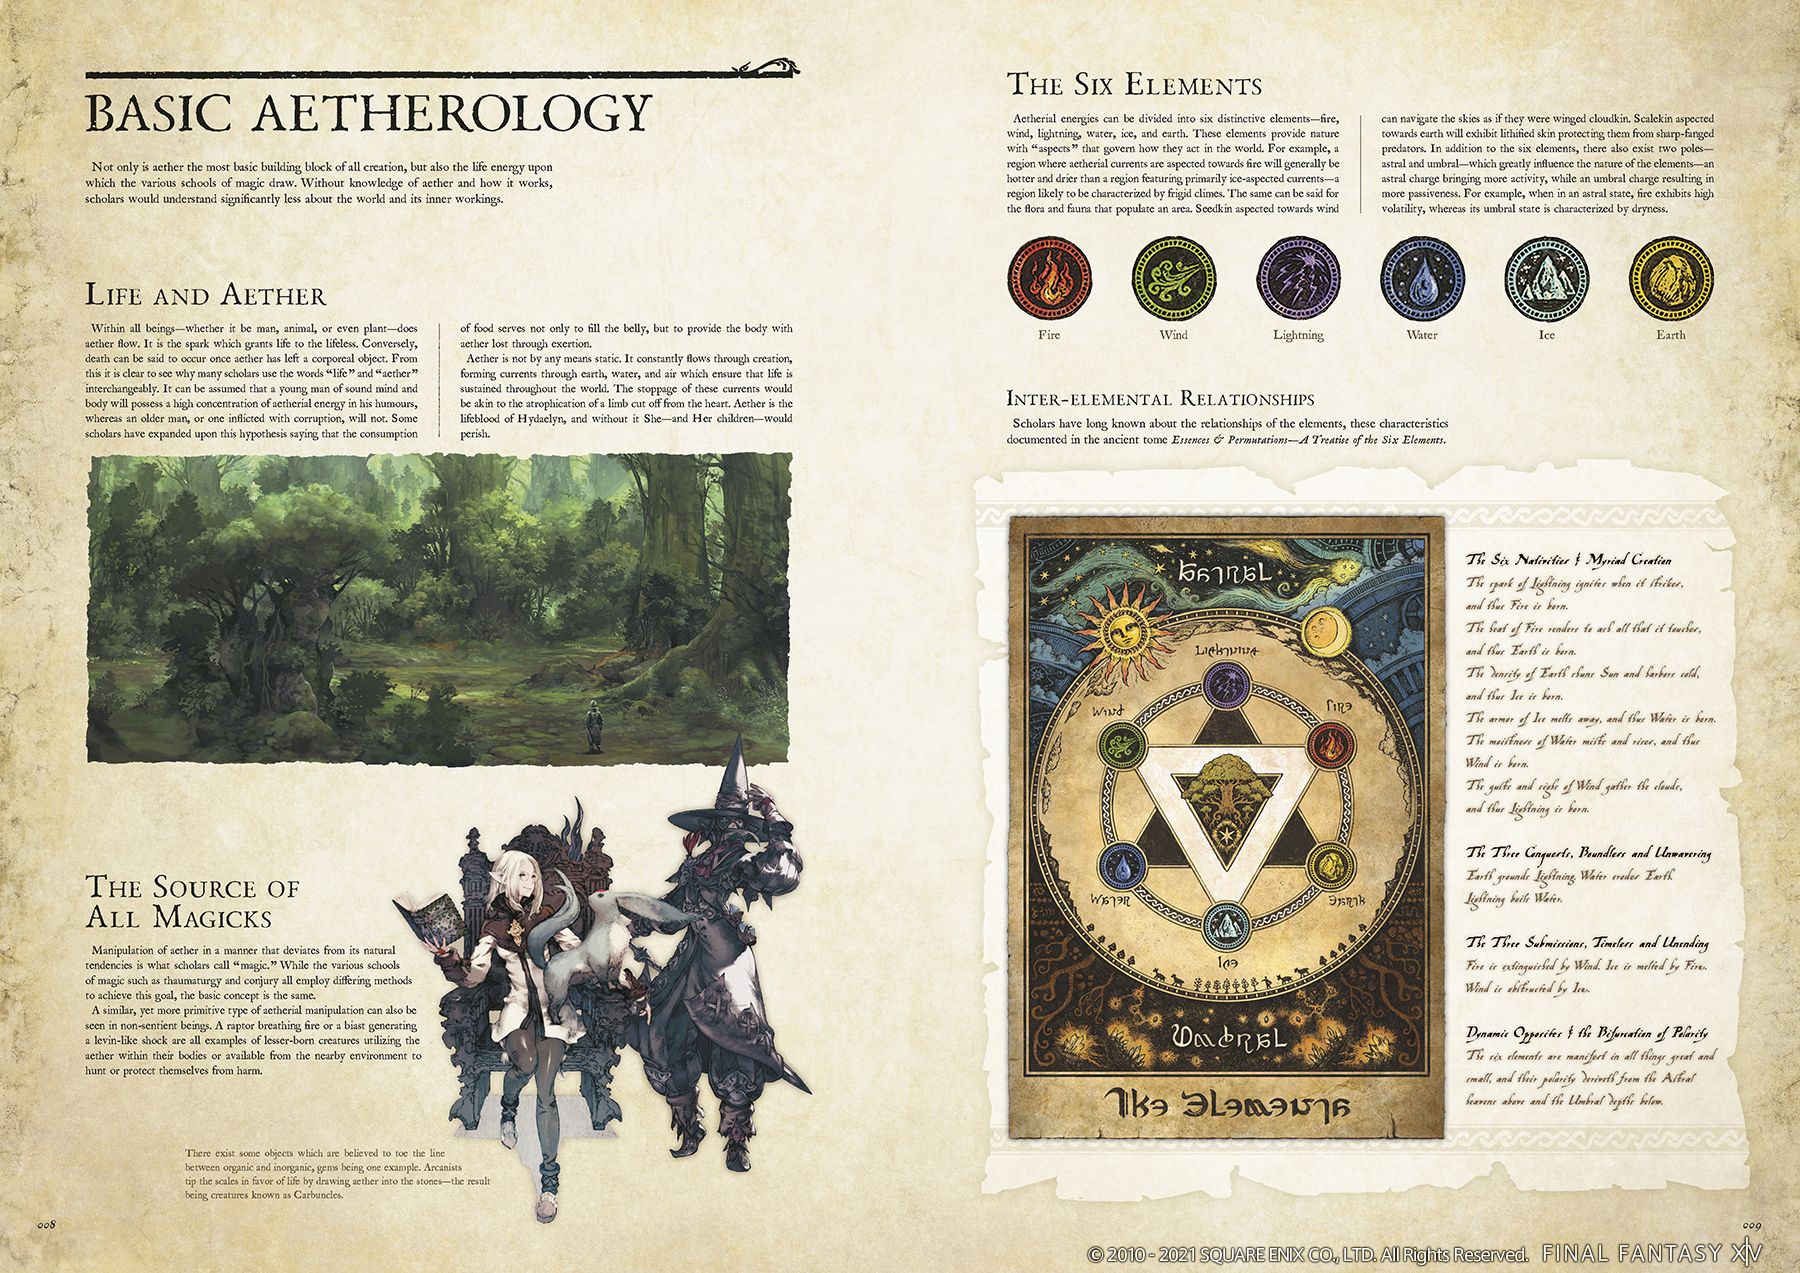 BASIC AETHEROLOGY
Not only is aether the most basic building block of all creation, but also the life energy upon
which the various schools of magic draw. Without knowledge of aether and how it works,
scholars would understand significantly less about the world and its inner workings.
LIFE AND AETHER
Within all beings—whether it be man, animal, or even plant—does
aether flow. It is the spark which grants life to the lifeless. Conversely,
death can be said to occur once aether has left a corporeal object. From
this it is clear to see why many scholars use the words “life” and “aether”
interchangeably. It can be assumed that a young man of sound mind and
body will possess a high concentration of aetherial energy in his humours,
whereas an older man, or one inflicted with corruption, will not. Some
scholars have expanded upon this hypothesis saying that the consumption
of food serves not only to fill the belly, but to provide the body with
aether lost through exertion.
Aether is not by any means static. It constantly flows through creation,
forming currents through earth, water, and air which ensure that life is
sustained throughout the world. The stoppage of these currents would
be akin to the atrophication of a limb cut off from the heart. Aether is the
lifeblood of Hydaelyn, and without it She—and Her children—would
perish.
THE SOURCE OF
ALL MAGICKS
Manipulation of aether in a manner that deviates from its natural
tendencies is what scholars call “magic.” While the various schools
of magic such as thaumaturgy and conjury all employ differing methods
to achieve this goal, the basic concept is the same.
A similar, yet more primitive type of aetherial manipulation can also be
seen in non-sentient beings. A raptor breathing fire or a biast generating
a levin-like shock are all examples of lesser-born creatures utilizing the
aether within their bodies or available from the nearby environment to
hunt or protect themselves from harm.
There exist some objects which are believed to toe the line
between organic and inorganic, gems being one example. Arcanists
tip the scales in favor of life by drawing aether into the stones—the result
being creatures known as Carbuncles.
008
THE SIX ELEMENTS
Aetherial energies can be divided into six distinctive elements—fire,
wind, lightning, water, ice, and earth. These elements provide nature
with “aspects” that govern how they act in the world. For example, a
region where aetherial currents are aspected towards fire will generally be
hotter and drier than a region featuring primarily ice-aspected currents—a
region likely to be characterized by frigid climes. The same can be said for
the flora and fauna that populate an area. Seedkin aspected towards wind
can navigate the skies as if they were winged cloudkin. Scalekin aspected
towards earth will exhibit lithified skin protecting them from sharp-fanged
predators. In addition to the six elements, there also exist two poles—
astral and umbral—which greatly influence the nature of the elements—an
astral charge bringing more activity, while an umbral charge resulting in
more passiveness. For example, when in an astral state, fire exhibits high
volatility, whereas its umbral state is characterized by dryness.
Fire
Wind
Lightning
Water
Ice
Earth
INTER-ELEMENTAL RELATIONSHIPS
Scholars have long known about the relationships of the elements, these characteristics
documented in the ancient tome Essences & Permutations—A Treatise of the Six Elements.
Astral
Lightning
Wind
Fire
Water
Earth
Ice
Umbral
The Elements
The Six Nativities & Myriad Creation
The spark of Lightning ignites when it strikes,
and thus Fire is born.
The heat of Fire renders to ash all that it touches,
and thus Earth is born.
The density of Earth shuns Sun and harbors cold,
and thus Ice is born.
The armor of Ice melts away, and thus Water is born.
The moistness of Water mists and rises, and thus
Wind is born.
The gusts and sighs of Wind gather the clouds,
and thus Lightning is born.
The Three Conquests, Boundless and Unwavering
Earth grounds Lightning. Water erodes Earth.
Lightning boils Water.
The Three Submissions, Timeless and Unending
Fire is extinguished by Wind. Ice is melted by Fire.
Wind is obstructed by Ice.
Dynamic Opposites & the Bifurcation of Polarity
The six elements are manifest in all things great and
small, and their polarity deriveth from the Astral
heavens above and the Umbral depths below.
009
© 2010 - 2021 SQUARE ENIX CO., LTD. All Rights Reserved. FINAL FANTASY XIV